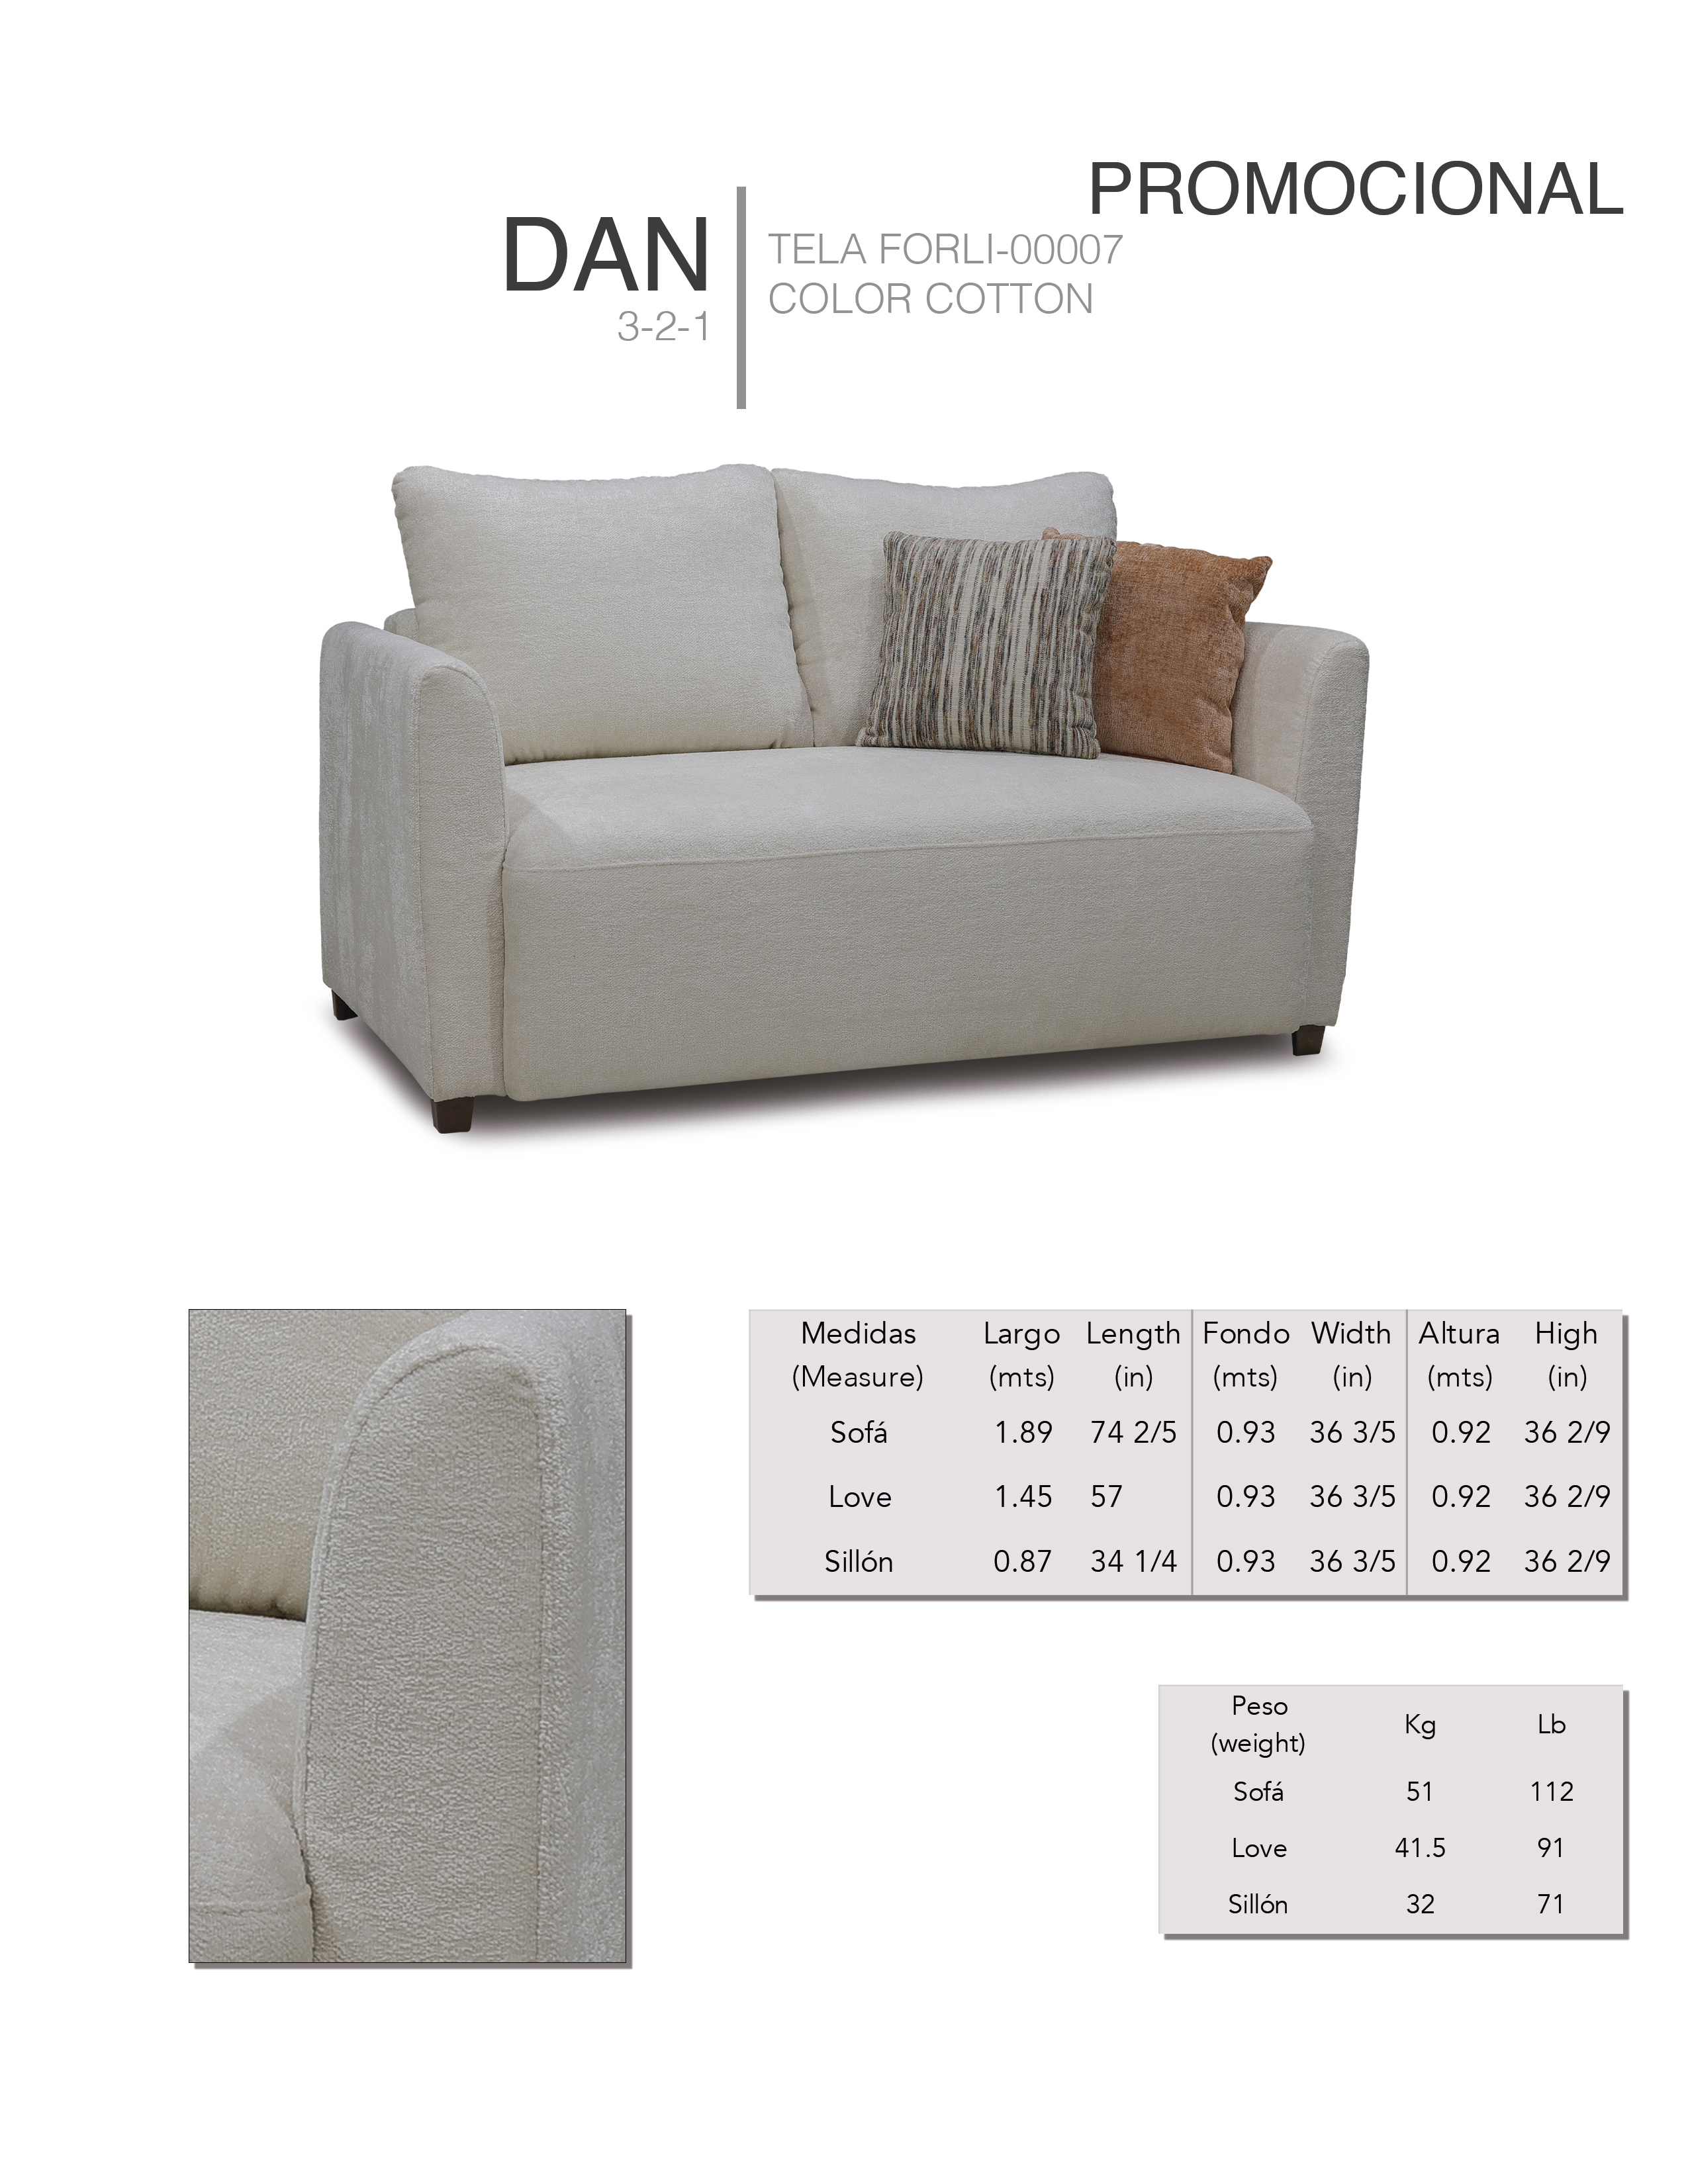 PROMOCIONAL
DAN
3-2-1
TELA FORLI-00007
COLOR COTTON
Medidas Largo Length Fondo Width Altura High
(Measure) (mts) (in) (mts) (in) (mts) (in)
Sofá 1.89 74 2/5 0.93 36 3/5 0.92 36 2/9
Love 1.45 57 0.93 36 3/5 0.92 36 2/9
Sillón 0.87 34 1/4 0.93 36 3/5 0.92 36 2/9
Peso
(weight) Kg Lb
Sofá 51 112
Love 41.5 91
Sillón 32 71